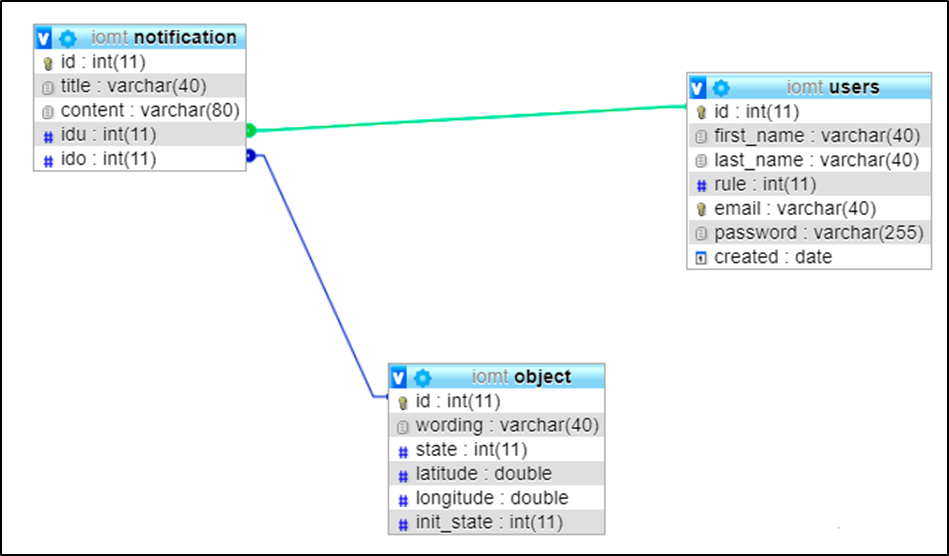 iomt notification
id : int(11)
title : varchar(40)
content : varchar(80)
idu : int(11)
ido : int(11)
iomt users
id : int(11)
first_name : varchar(40)
last_name : varchar(40)
rule : int(11)
email : varchar(40)
password : varchar(255)
created : date
iomt object
id : int(11)
wording : varchar(40)
state : int(11)
latitude : double
longitude : double
init_state : int(11)